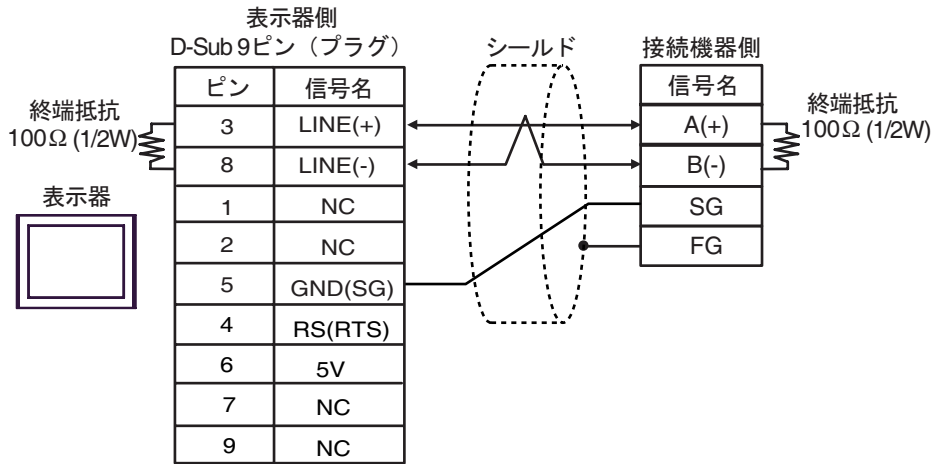 表示器側
D-Sub 9ピン（プラグ）
シールド
接続機器側
ピン 信号名
信号名
終端抵抗
100Ω (1/2W)
3 LINE(+)
A(+)
終端抵抗
100Ω (1/2W)
8 LINE(-)
B(-)
表示器
1 NC
SG
2 NC
FG
5 GND(SG)
4 RS(RTS)
6 5V
7 NC
9 NC